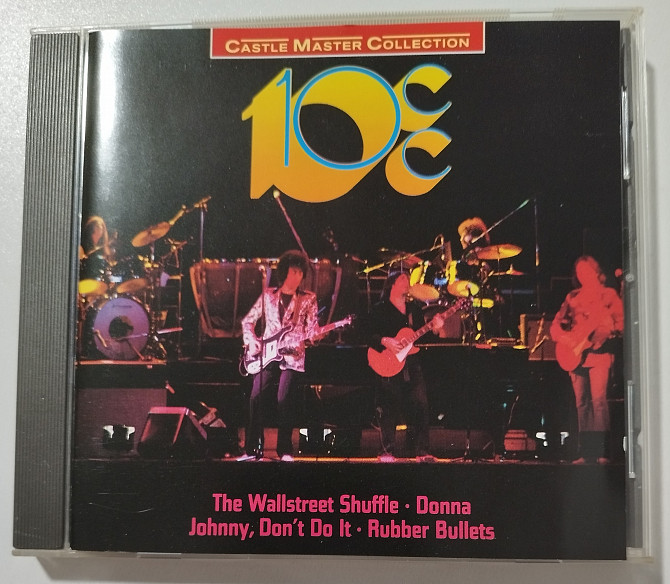 CASTLE MASTER COLLECTION
10cc
The Wallstreet Shuffle · Donna
Johnny, Don't Do It · Rubber Bullets